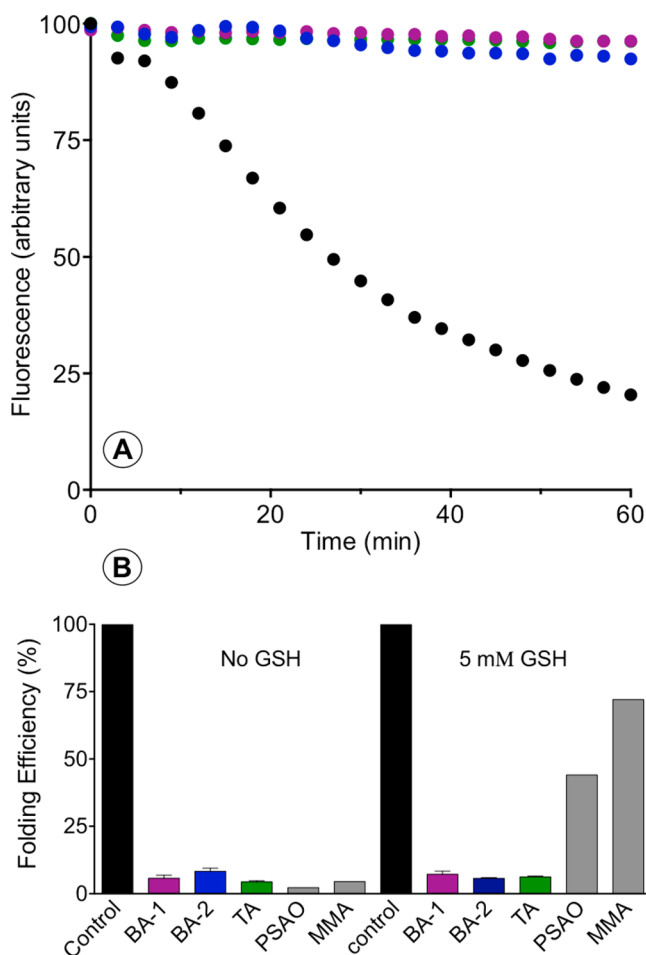 100
75
50
25
0
Fluorescence (arbitrary units)
A
0 20 40 60
Time (min)
B
100
75
50
25
0
Folding Efficiency (%)
No GSH 5 mM GSH
Control BA-1 BA-2 TA PSAO MMA control BA-1 BA-2 TA PSAO MMA